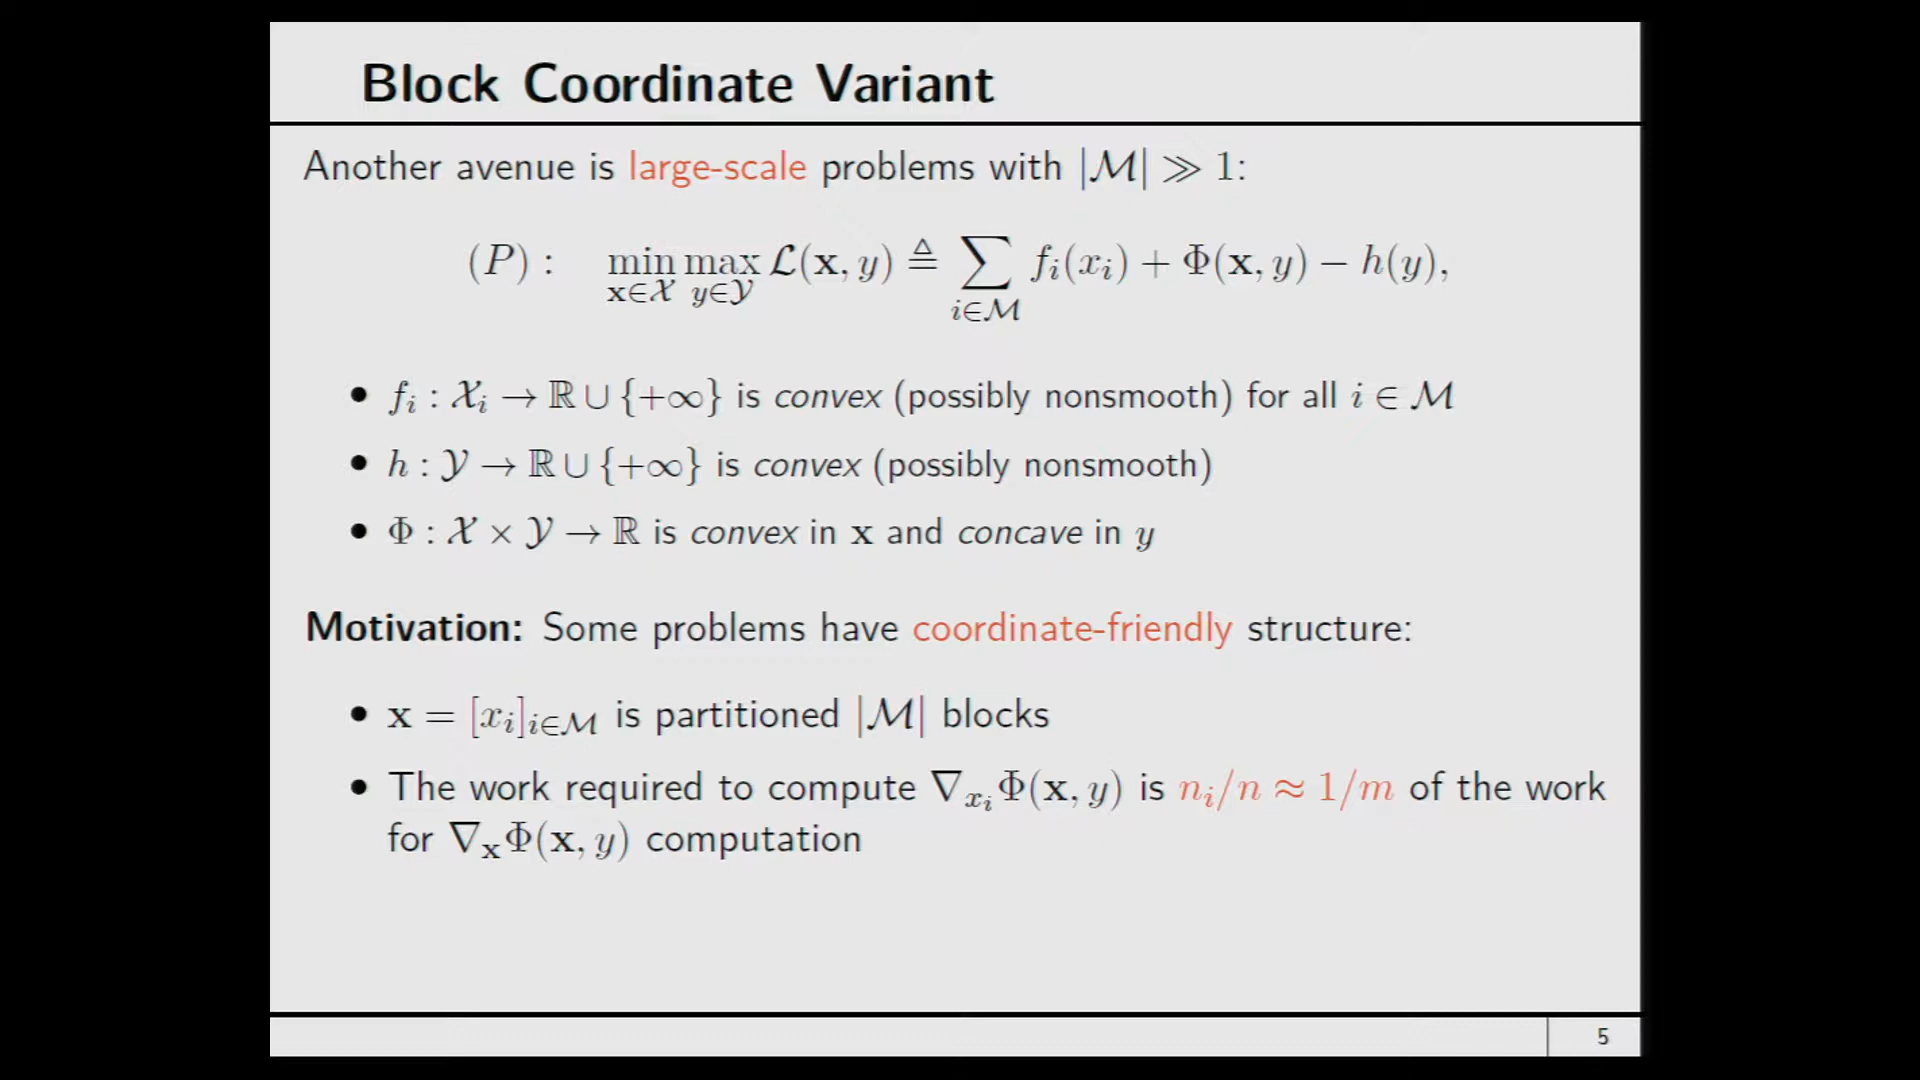 Block Coordinate Variant
Another avenue is large-scale problems with |ℳ| ≫ 1:
(P) : min_{𝐱∈𝒳} max_{y∈𝒴} ℒ(𝐱, y) ≜ ∑_{i∈ℳ} f_i(x_i) + Φ(𝐱, y) − h(y),
• f_i : 𝒳_i → ℝ ∪ {+∞} is convex (possibly nonsmooth) for all i ∈ ℳ
• h : 𝒴 → ℝ ∪ {+∞} is convex (possibly nonsmooth)
• Φ : 𝒳 × 𝒴 → ℝ is convex in 𝐱 and concave in y
Motivation: Some problems have coordinate-friendly structure:
• 𝐱 = [x_i]_{i∈ℳ} is partitioned |ℳ| blocks
• The work required to compute ∇_{x_i}Φ(𝐱, y) is n_i/n ≈ 1/m of the work
for ∇_𝐱Φ(𝐱, y) computation
5